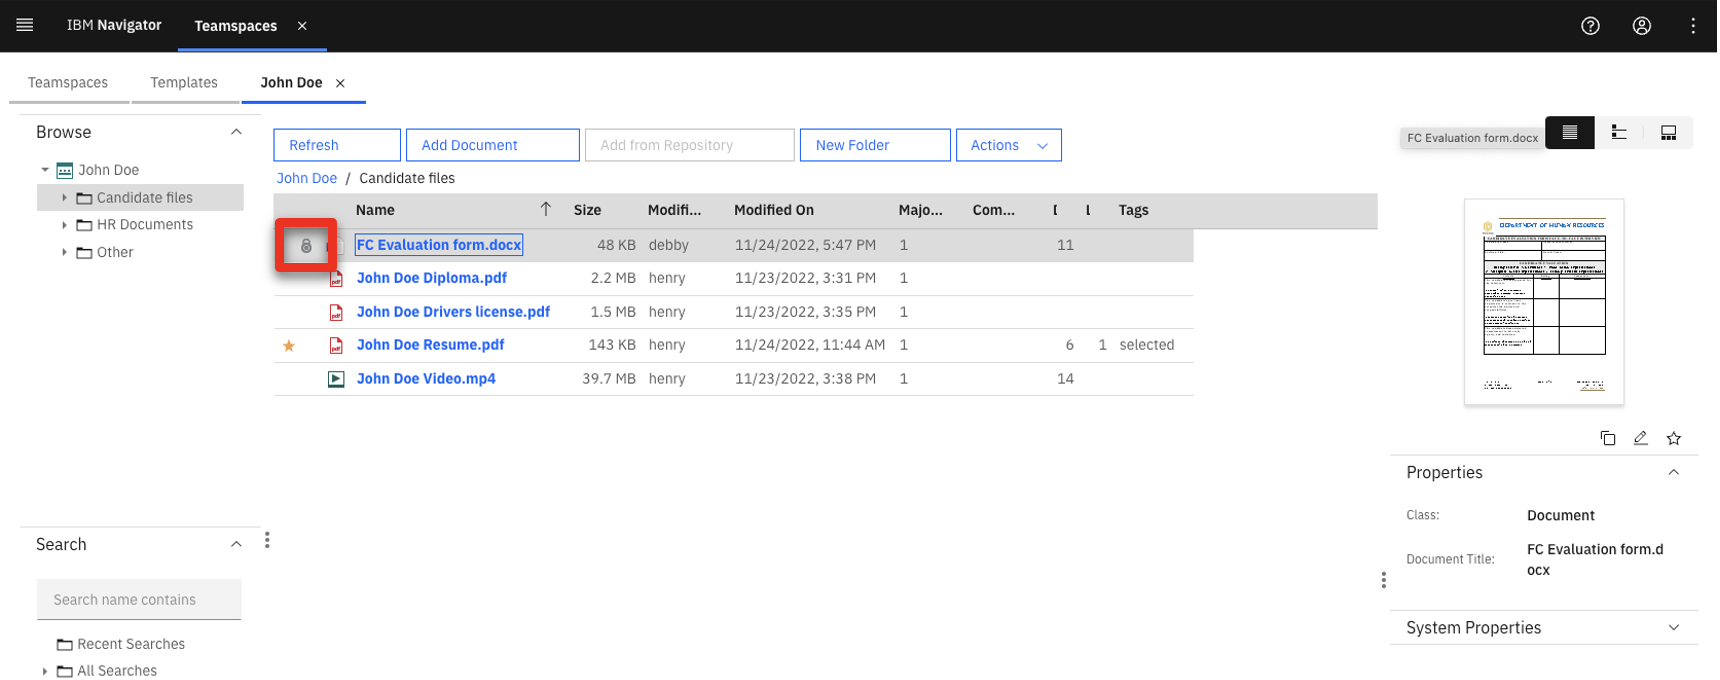 IBM Navigator
Teamspaces
Teamspaces
Templates
John Doe
Browse
John Doe
Candidate files
HR Documents
Other
Refresh
Add Document
Add from Repository
New Folder
Actions
John Doe / Candidate files
Name Size Modifi... Modified On Majo... Com... Tags
FC Evaluation form.docx 48 KB debby 11/24/2022, 5:47 PM 1 11
John Doe Diploma.pdf 2.2 MB henry 11/23/2022, 3:31 PM 1
John Doe Drivers license.pdf 1.5 MB henry 11/23/2022, 3:35 PM 1
John Doe Resume.pdf 143 KB henry 11/24/2022, 11:44 AM 1 6 1 selected
John Doe Video.mp4 39.7 MB henry 11/23/2022, 3:38 PM 1 14
Search
Search name contains
Recent Searches
All Searches
FC Evaluation form.docx
DEPARTMENT OF HUMAN RESOURCES
Properties
Class: Document
Document Title: FC Evaluation form.d
ocx
System Properties